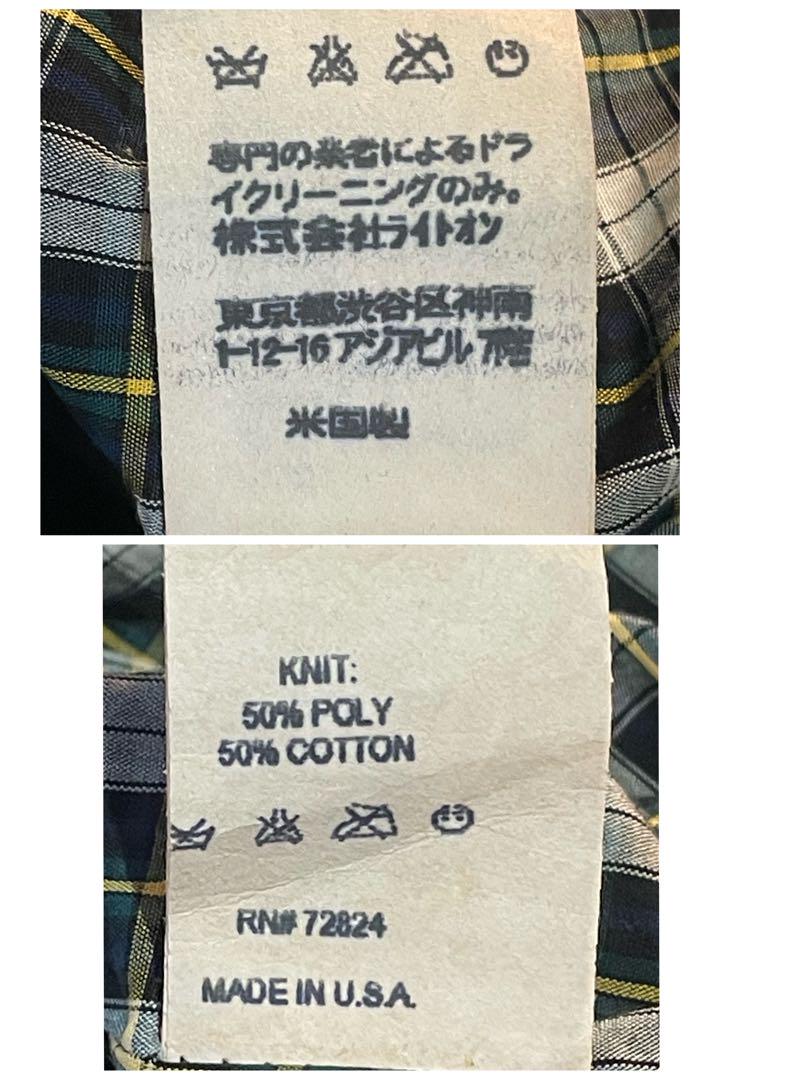 専門の業者によるドラ
イクリーニングのみ。
株式会社ライトオン
東京都渋谷区神南
1-12-16 アジアビル 7階
米国製
KNIT:
50% POLY
50% COTTON
RN# 72824
MADE IN U.S.A.